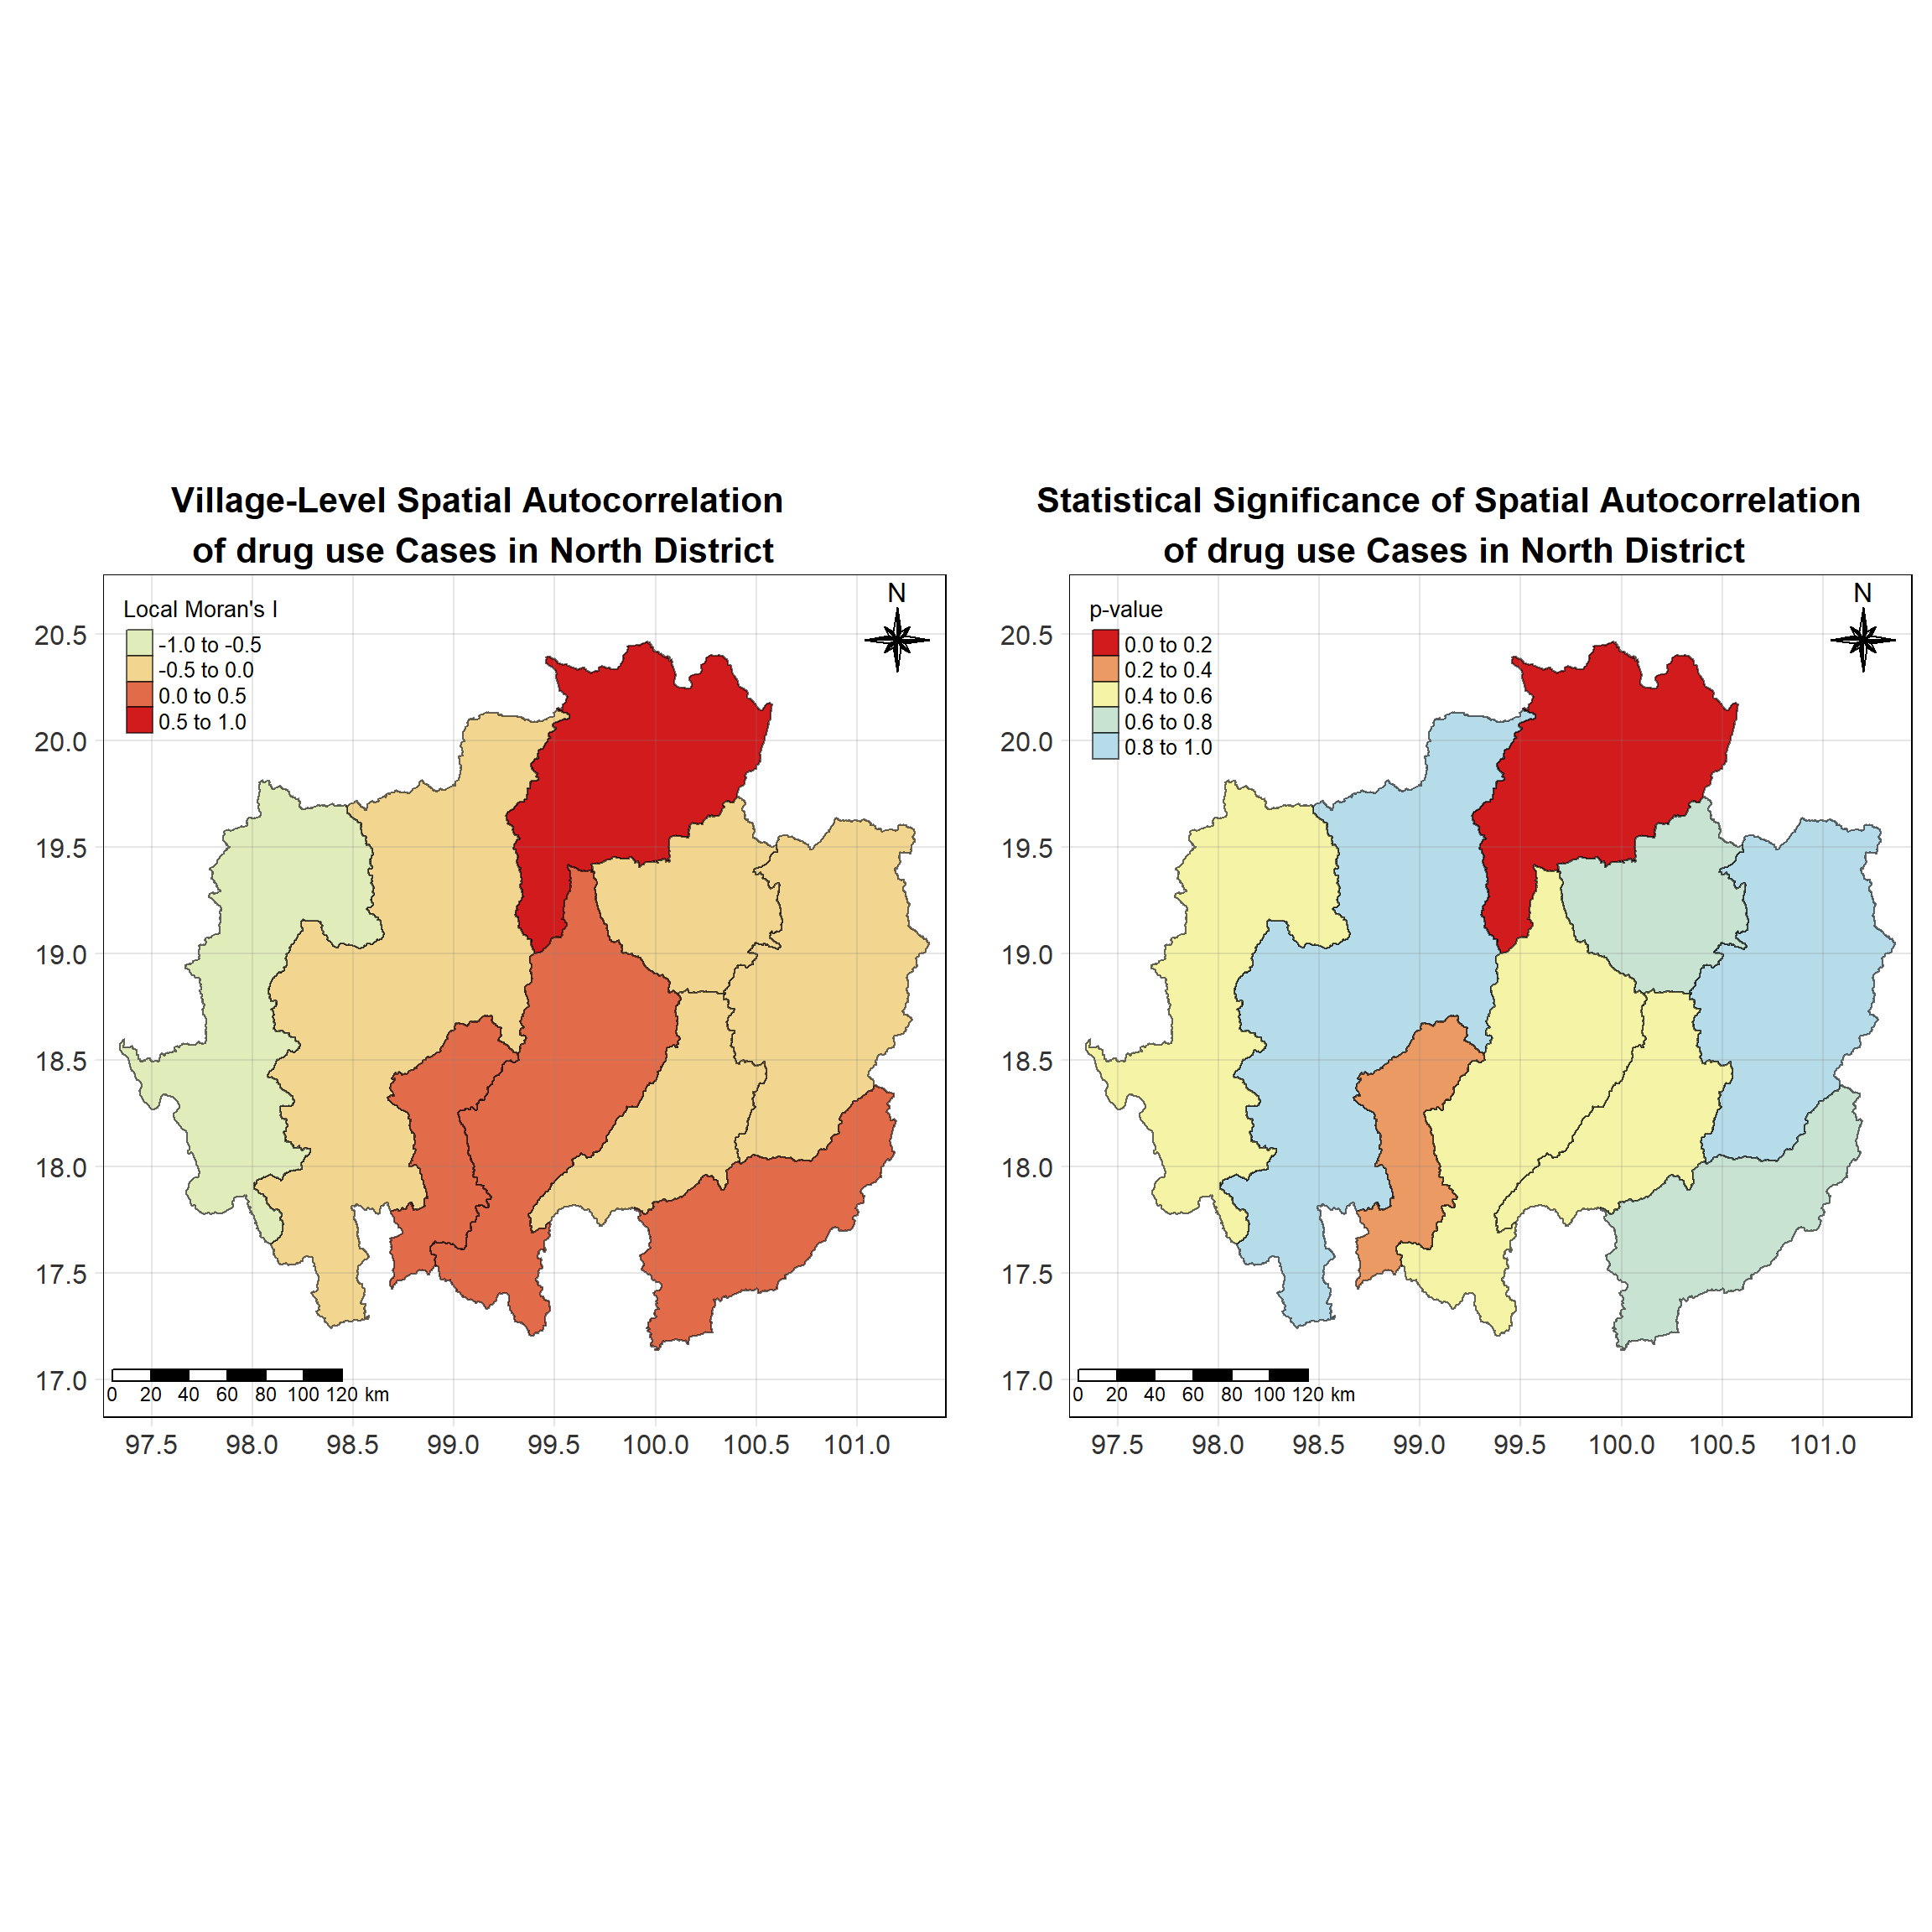 Village-Level Spatial Autocorrelation
of drug use Cases in North District
N
Local Moran's I
-1.0 to -0.5
-0.5 to 0.0
0.0 to 0.5
0.5 to 1.0
20.5
20.0
19.5
19.0
18.5
18.0
17.5
17.0
0 20 40 60 80 100 120 km
97.5 98.0 98.5 99.0 99.5 100.0 100.5 101.0
Statistical Significance of Spatial Autocorrelation
of drug use Cases in North District
N
p-value
0.0 to 0.2
0.2 to 0.4
0.4 to 0.6
0.6 to 0.8
0.8 to 1.0
20.5
20.0
19.5
19.0
18.5
18.0
17.5
17.0
0 20 40 60 80 100 120 km
97.5 98.0 98.5 99.0 99.5 100.0 100.5 101.0